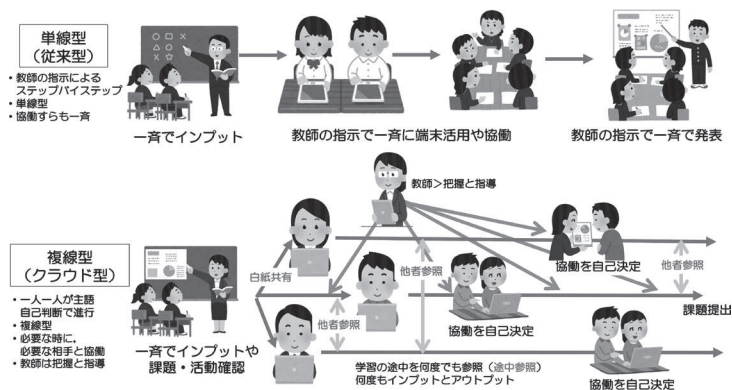 単線型
(従来型)
• 教師の指示による
ステップバイステップ
• 単線型
• 協働すらも一斉
一斉でインプット
教師の指示で一斉に端末活用や協働
教師の指示で一斉で発表
教師>把握と指導
複線型
(クラウド型)
• 一人一人が主語
自己判断で進行
• 複線型
• 必要な時に,
必要な相手と協働
• 教師は把握と指導
白紙共有
他者参照
他者参照
他者参照
協働を自己決定
協働を自己決定
課題提出
一斉でインプットや
課題・活動確認
学習の途中を何度でも参照(途中参照)
何度もインプットとアウトプット
協働を自己決定